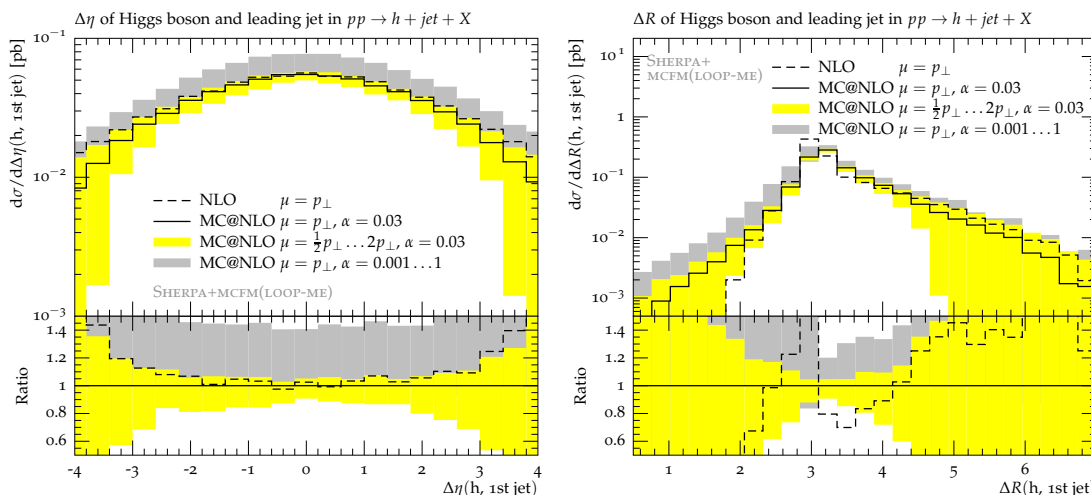 Δη of Higgs boson and leading jet in pp → h + jet + X
10⁻¹
10⁻²
10⁻³
dσ/dΔη(h, 1st jet) [pb]
NLO μ = p⊥
MC@NLO μ = p⊥, α = 0.03
MC@NLO μ = ½p⊥ … 2p⊥, α = 0.03
MC@NLO μ = p⊥, α = 0.001 … 1
SHERPA+MCFM(LOOP-ME)
1.4
1.2
1
0.8
0.6
Ratio
-4 -3 -2 -1 0 1 2 3 4
Δη(h, 1st jet)
ΔR of Higgs boson and leading jet in pp → h + jet + X
10¹
1
10⁻¹
10⁻²
10⁻³
dσ/dΔR(h, 1st jet) [pb]
SHERPA+
MCFM(LOOP-ME)
NLO μ = p⊥
MC@NLO μ = p⊥, α = 0.03
MC@NLO μ = ½p⊥ … 2p⊥, α = 0.03
MC@NLO μ = p⊥, α = 0.001 … 1
1.4
1.2
1
0.8
0.6
Ratio
1 2 3 4 5 6
ΔR(h, 1st jet)